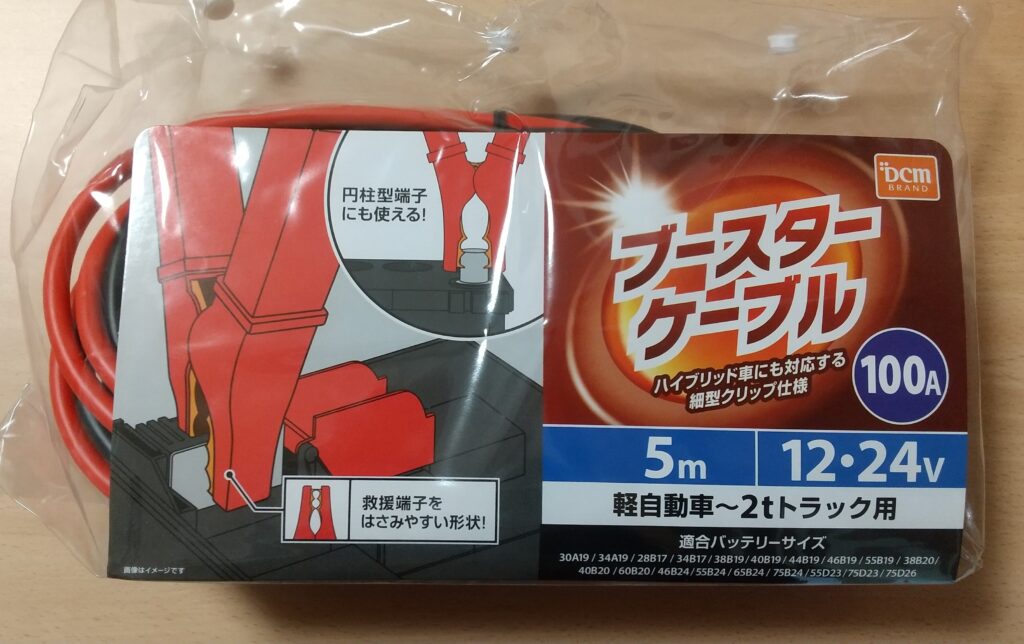 円柱型端子
にも使える!
DCM
BRAND
ブースター
ケーブル
ハイブリッド車にも対応する
細型クリップ仕様
100A
5m
12・24V
軽自動車～2tトラック用
適合バッテリーサイズ
30A19 / 34A19 / 28B17 / 34B17 / 38B19 / 40B19 / 44B19 / 46B19 / 55B19 / 38B20 /
40B20 / 60B20 / 46B24 / 55B24 / 65B24 / 75B24 / 55D23 / 75D23 / 75D26
救援端子を
はさみやすい形状!
画像はイメージです